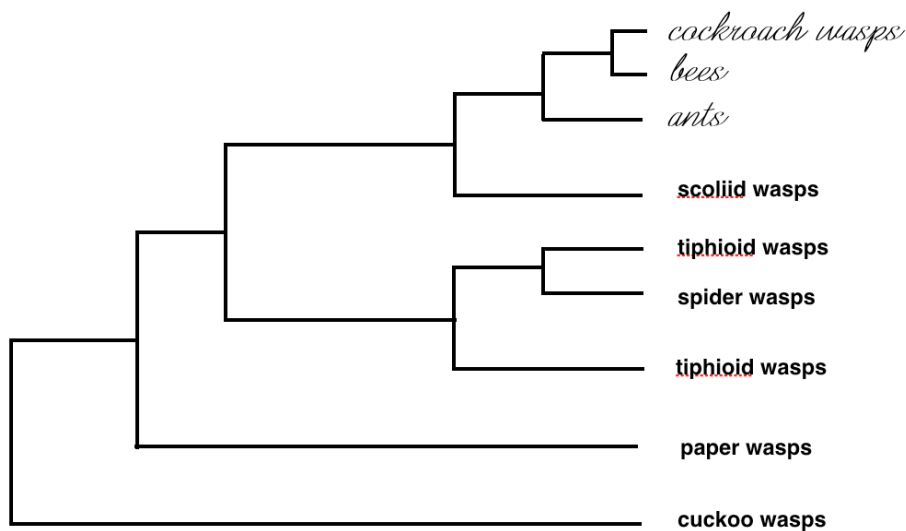 cockroach wasps
bees
ants
scoliid wasps
tiphioid wasps
spider wasps
tiphioid wasps
paper wasps
cuckoo wasps